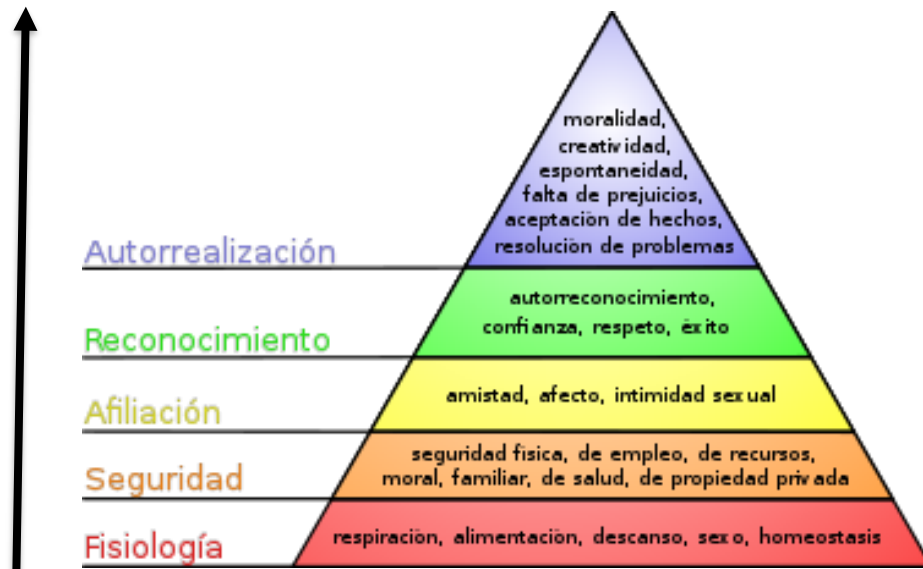 moralidad,
creatividad,
espontaneidad,
falta de prejuicios,
aceptación de hechos,
resolución de problemas
Autorrealización
autorreconocimiento,
confianza, respeto, éxito
Reconocimiento
amistad, afecto, intimidad sexual
Afiliación
seguridad física, de empleo, de recursos,
moral, familiar, de salud, de propiedad privada
Seguridad
respiración, alimentación, descanso, sexo, homeostasis
Fisiología